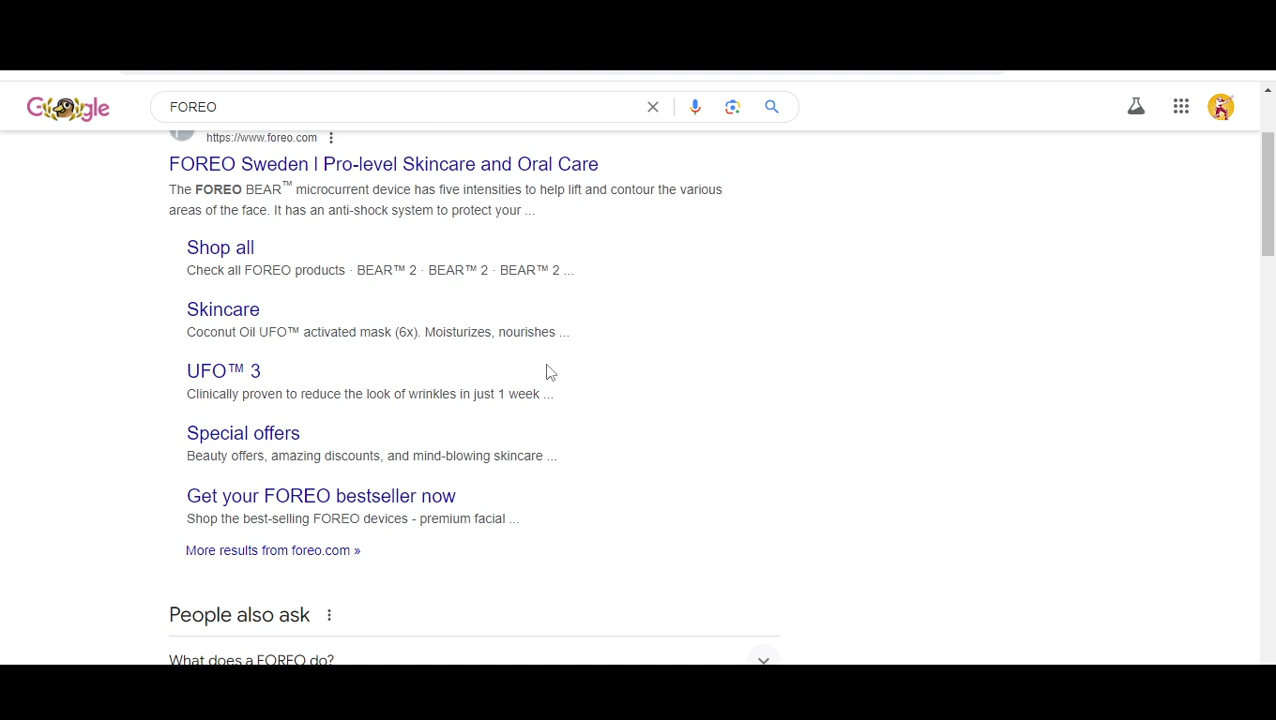 Google
FOREO
https://www.foreo.com
FOREO Sweden | Pro-level Skincare and Oral Care
The FOREO BEAR™ microcurrent device has five intensities to help lift and contour the various
areas of the face. It has an anti-shock system to protect your ...
Shop all
Check all FOREO products · BEAR™ 2 · BEAR™ 2 · BEAR™ 2 ...
Skincare
Coconut Oil UFO™ activated mask (6x). Moisturizes, nourishes ...
UFO™ 3
Clinically proven to reduce the look of wrinkles in just 1 week ...
Special offers
Beauty offers, amazing discounts, and mind-blowing skincare ...
Get your FOREO bestseller now
Shop the best-selling FOREO devices - premium facial ...
More results from foreo.com »
People also ask
What does a FOREO do?